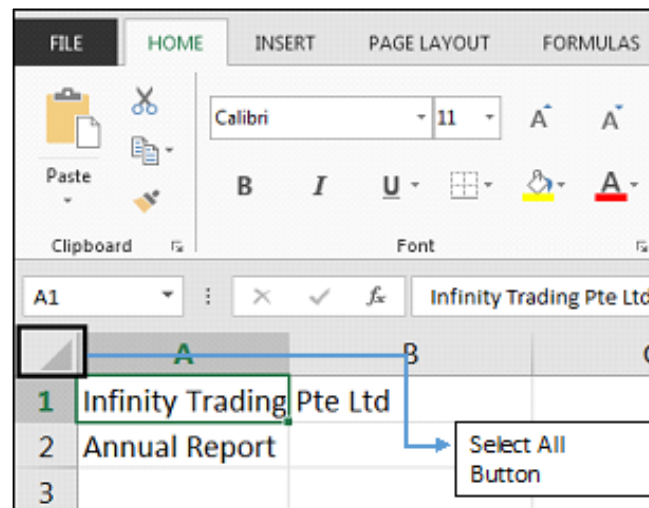 FILE HOME INSERT PAGE LAYOUT FORMULAS
Calibri 11 A A
Paste
B I U A
Clipboard Font
A1 fx Infinity Trading Pte Ltd
A B
1 Infinity Trading Pte Ltd
2 Annual Report
3
Select All
Button